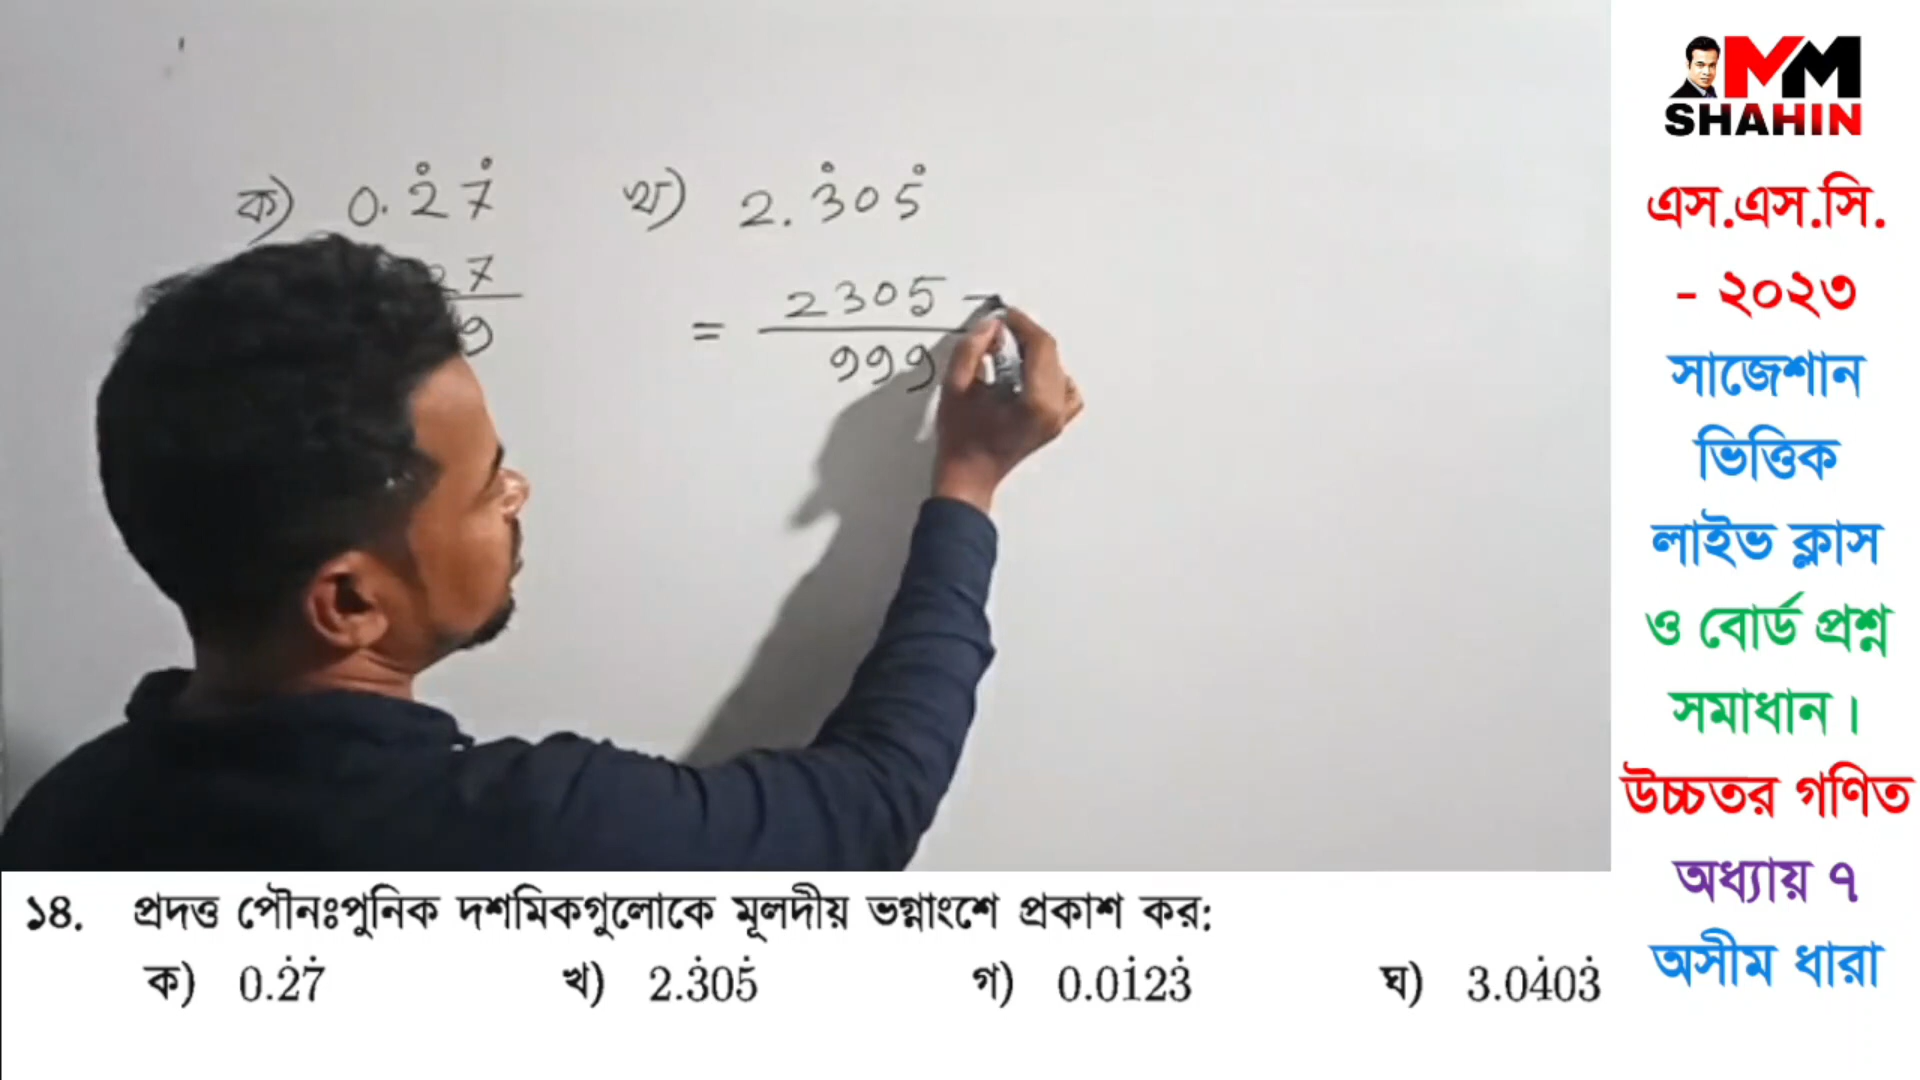 ক) 0.2̇7̇
খ) 2.3̇05̇
27
9
= 2305 -
999
MM
SHAHIN
এস.এস.সি.
- ২০২৩
সাজেশান
ভিত্তিক
লাইভ ক্লাস
ও বোর্ড প্রশ্ন
সমাধান।
উচ্চতর গণিত
অধ্যায় ৭
অসীম ধারা
১৪. প্রদত্ত পৌনঃপুনিক দশমিকগুলোকে মূলদীয় ভগ্নাংশে প্রকাশ কর:
ক) 0.2̇7̇ খ) 2.3̇05̇ গ) 0.01̇23̇ ঘ) 3.04̇03̇